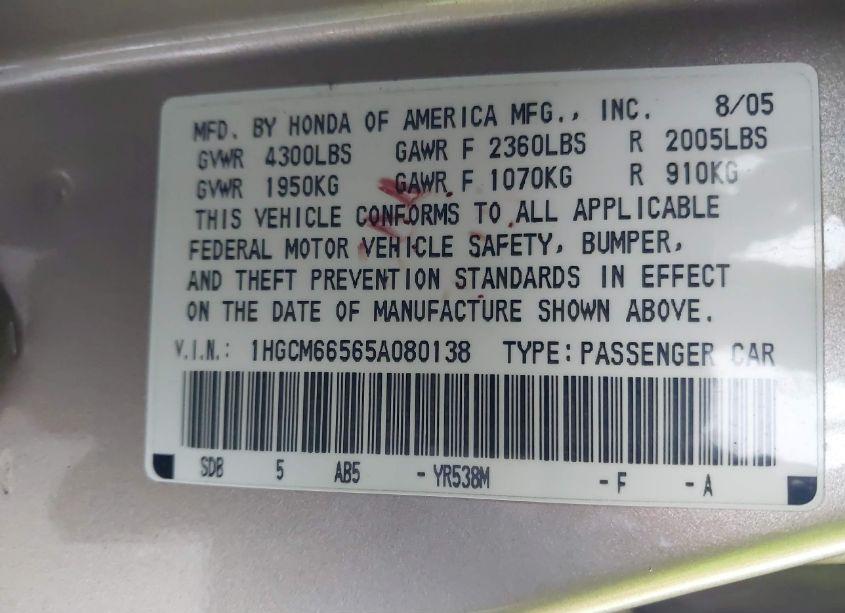 MFD. BY HONDA OF AMERICA MFG., INC. 8/05
GVWR 4300LBS GAWR F 2360LBS R 2005LBS
GVWR 1950KG GAWR F 1070KG R 910KG
THIS VEHICLE CONFORMS TO ALL APPLICABLE
FEDERAL MOTOR VEHICLE SAFETY, BUMPER,
AND THEFT PREVENTION STANDARDS IN EFFECT
ON THE DATE OF MANUFACTURE SHOWN ABOVE.
V.I.N.: 1HGCM66565A080138 TYPE: PASSENGER CAR
SDB 5 AB5 - YR538M - F - A